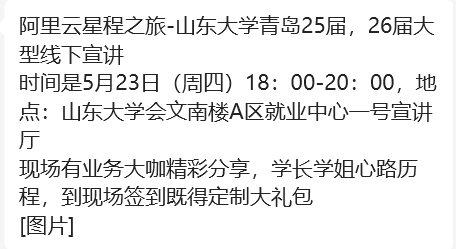 阿里云星程之旅-山东大学青岛25届，26届大
型线下宣讲
时间是5月23日（周四）18：00-20：00，地
点：山东大学会文南楼A区就业中心一号宣讲
厅
现场有业务大咖精彩分享，学长学姐心路历
程，到现场签到既得定制大礼包
[图片]